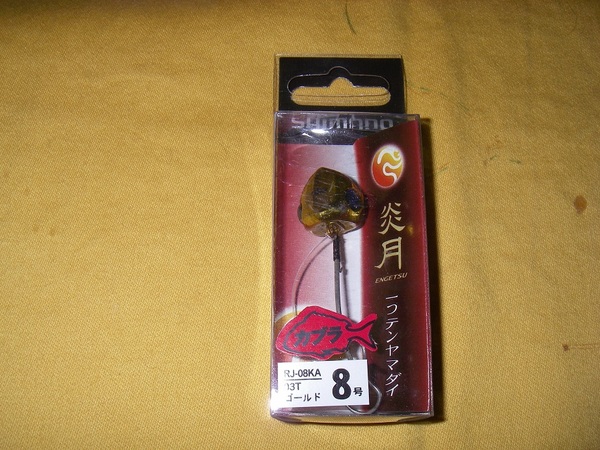 SHIMANO
炎月
ENGETSU
一つテンヤマダイ
カブラ
RJ-08KA
03T
ゴールド
8号